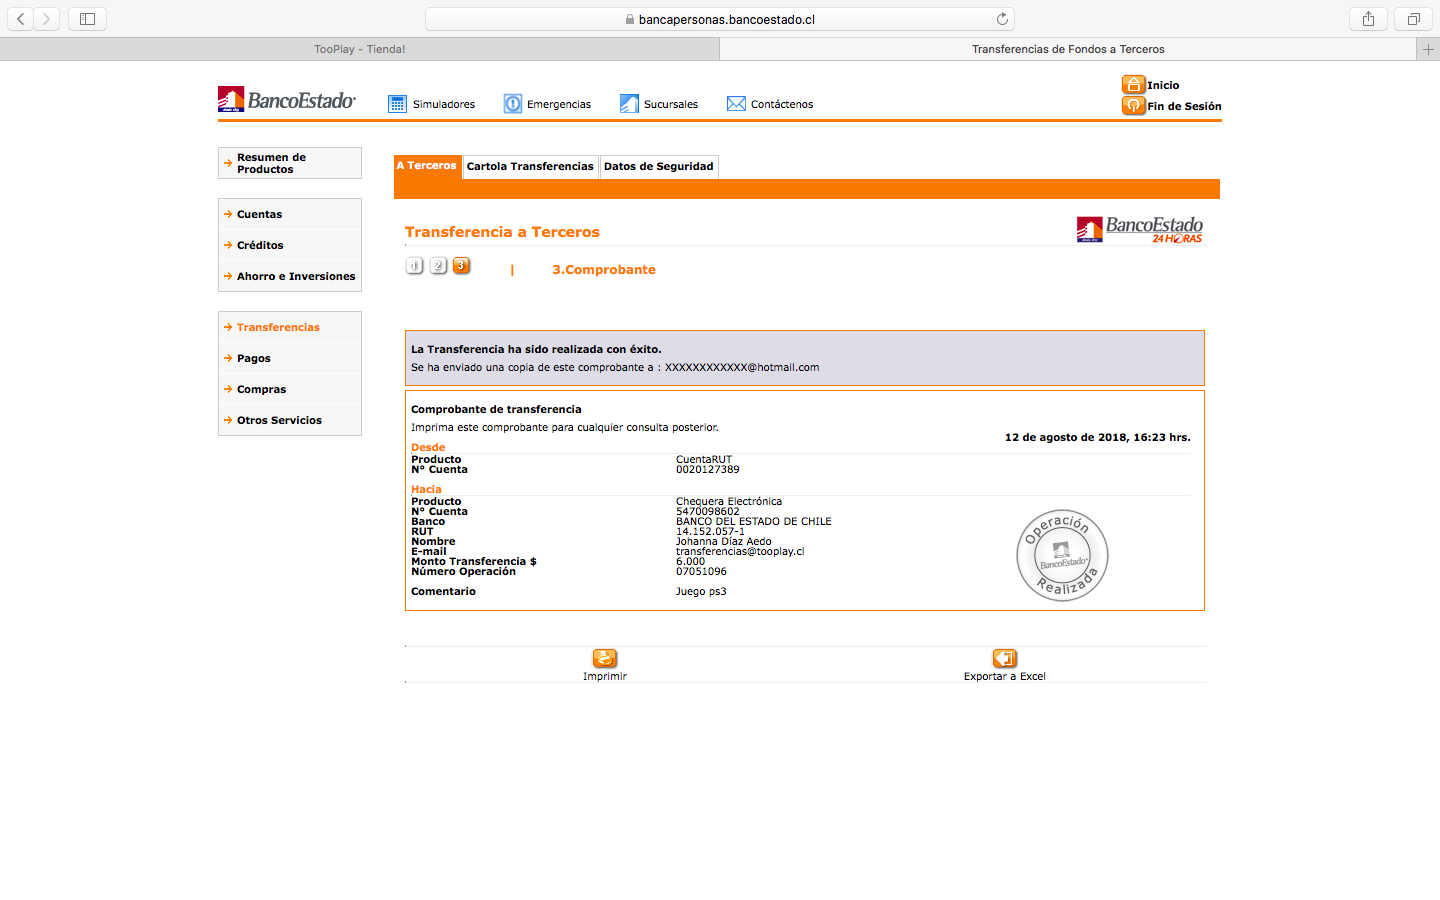 bancapersonas.bancoestado.cl
TooPlay - Tienda!
Transferencias de Fondos a Terceros
BancoEstado
Simuladores
Emergencias
Sucursales
Contáctenos
Inicio
Fin de Sesión
Resumen de
Productos
Cuentas
Créditos
Ahorro e Inversiones
Transferencias
Pagos
Compras
Otros Servicios
A Terceros
Cartola Transferencias
Datos de Seguridad
Transferencia a Terceros
BancoEstado
24 HORAS
1 2 3 | 3.Comprobante
La Transferencia ha sido realizada con éxito.
Se ha enviado una copia de este comprobante a : XXXXXXXXXXXX@hotmail.com
Comprobante de transferencia
Imprima este comprobante para cualquier consulta posterior.
12 de agosto de 2018, 16:23 hrs.
Desde
Producto CuentaRUT
Nº Cuenta 0020127389
Hacia
Producto Chequera Electrónica
Nº Cuenta 5470098602
Banco BANCO DEL ESTADO DE CHILE
RUT 14.152.057-1
Nombre Johanna Díaz Aedo
E-mail transferencias@tooplay.cl
Monto Transferencia $ 6.000
Número Operación 07051096
Comentario Juego ps3
Operación
BancoEstado
Realizada
Imprimir
Exportar a Excel